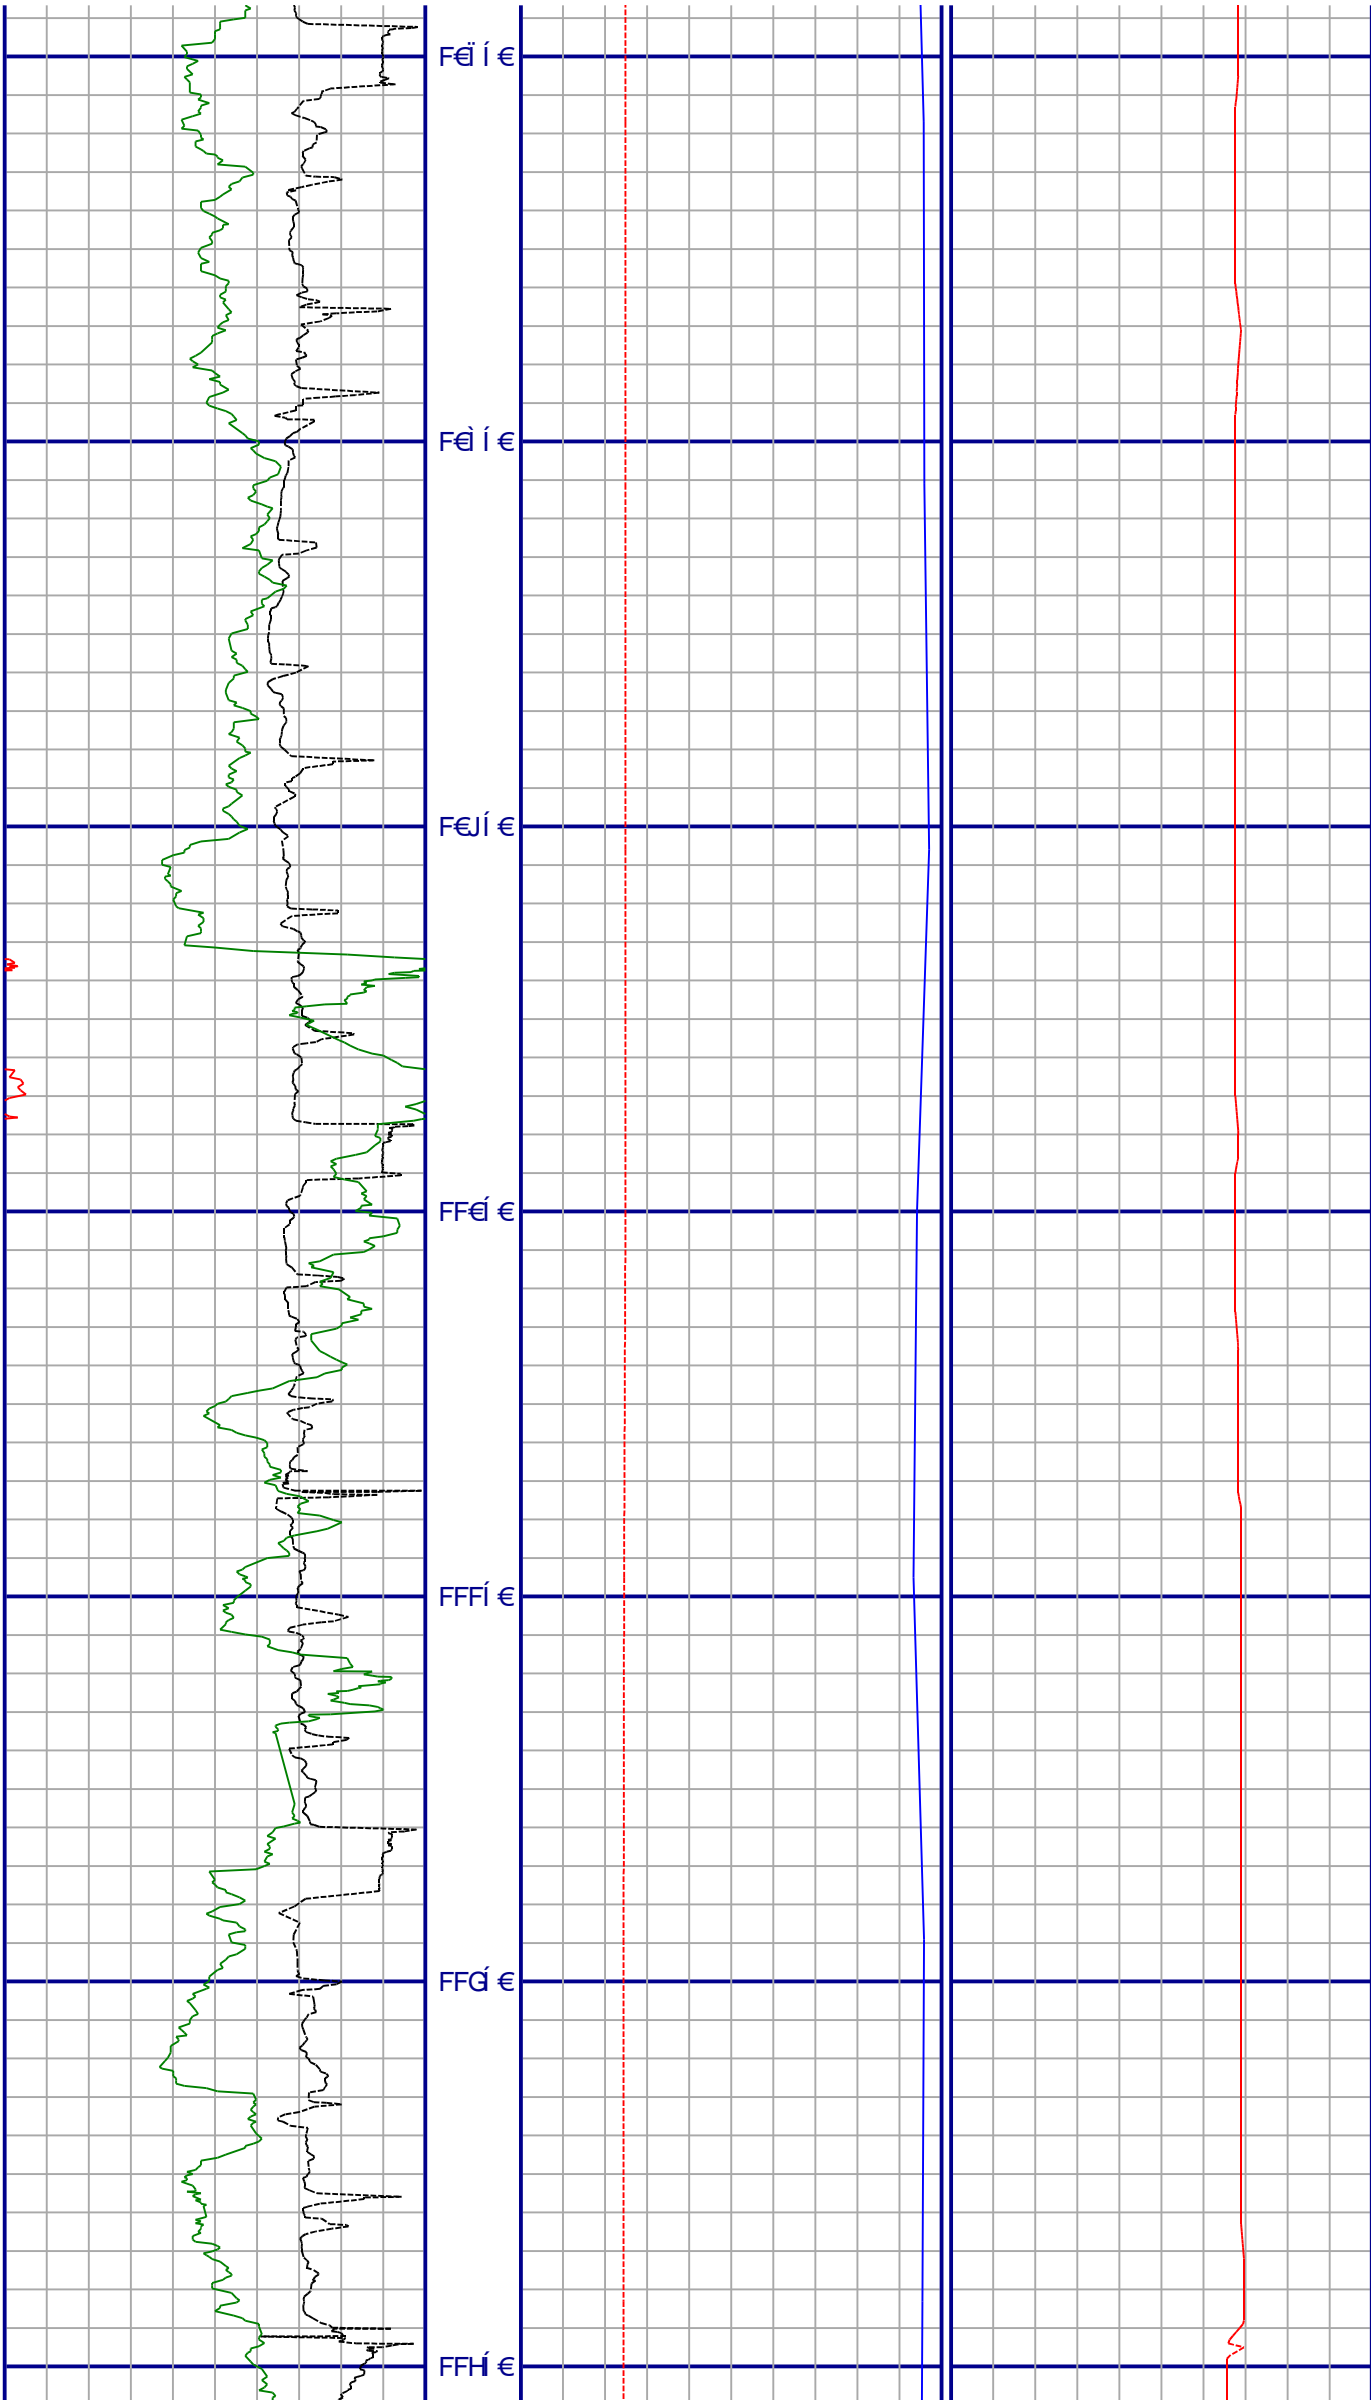 F€Ï Í €
F€Ì Í €
F€JÍ €
FF€Í €
FFFÍ €
FFGÍ €
FFHÍ €